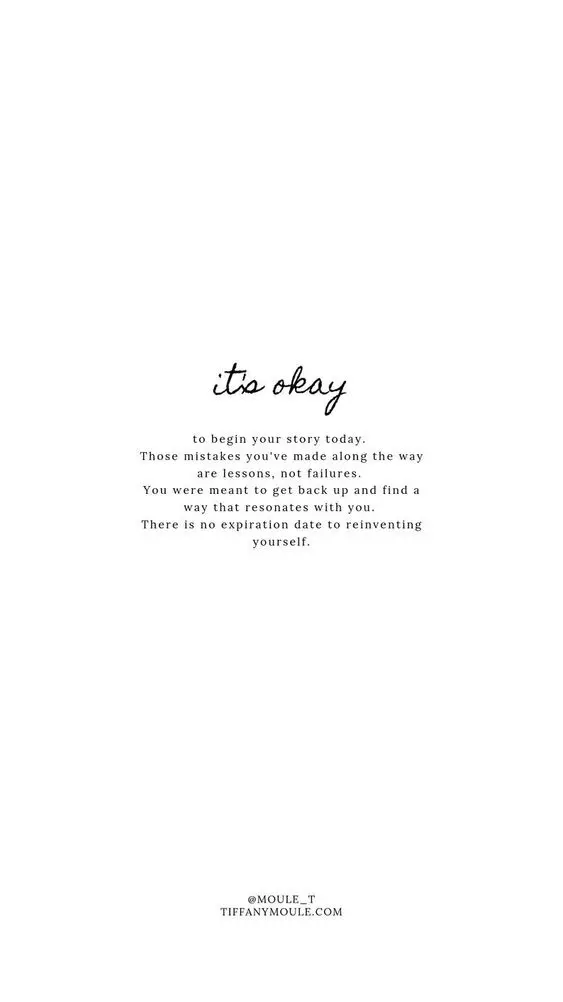 it's okay
to begin your story today.
Those mistakes you've made along the way
are lessons, not failures.
You were meant to get back up and find a
way that resonates with you.
There is no expiration date to reinventing
yourself.
@MOULE_T
TIFFANYMOULE.COM